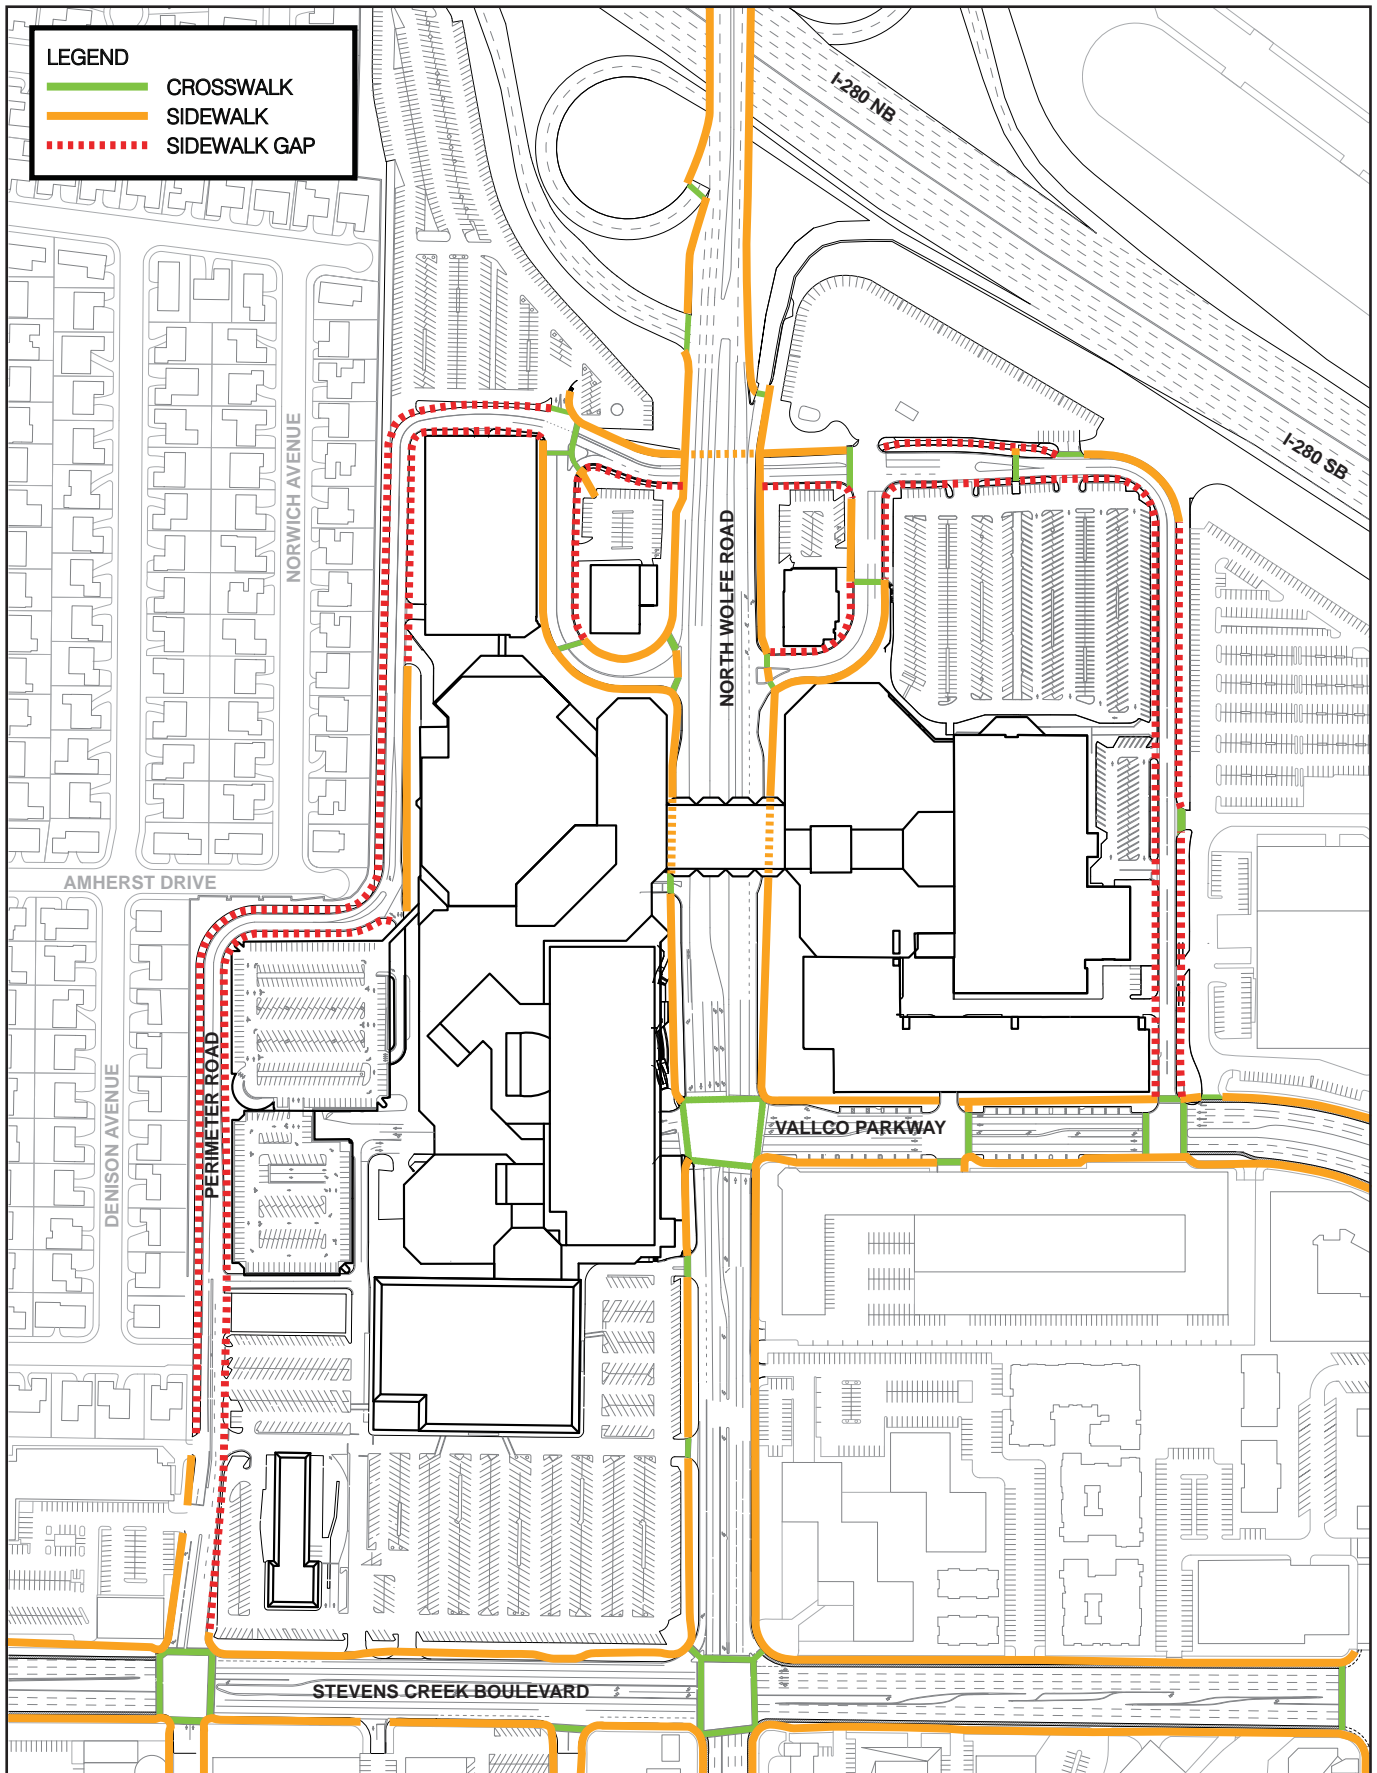 LEGEND
CROSSWALK
SIDEWALK
SIDEWALK GAP
I-280 NB
I-280 SB
NORWICH AVENUE
NORTH WOLFE ROAD
AMHERST DRIVE
PERIMETER ROAD
DENISON AVENUE
VALLCO PARKWAY
STEVENS CREEK BOULEVARD